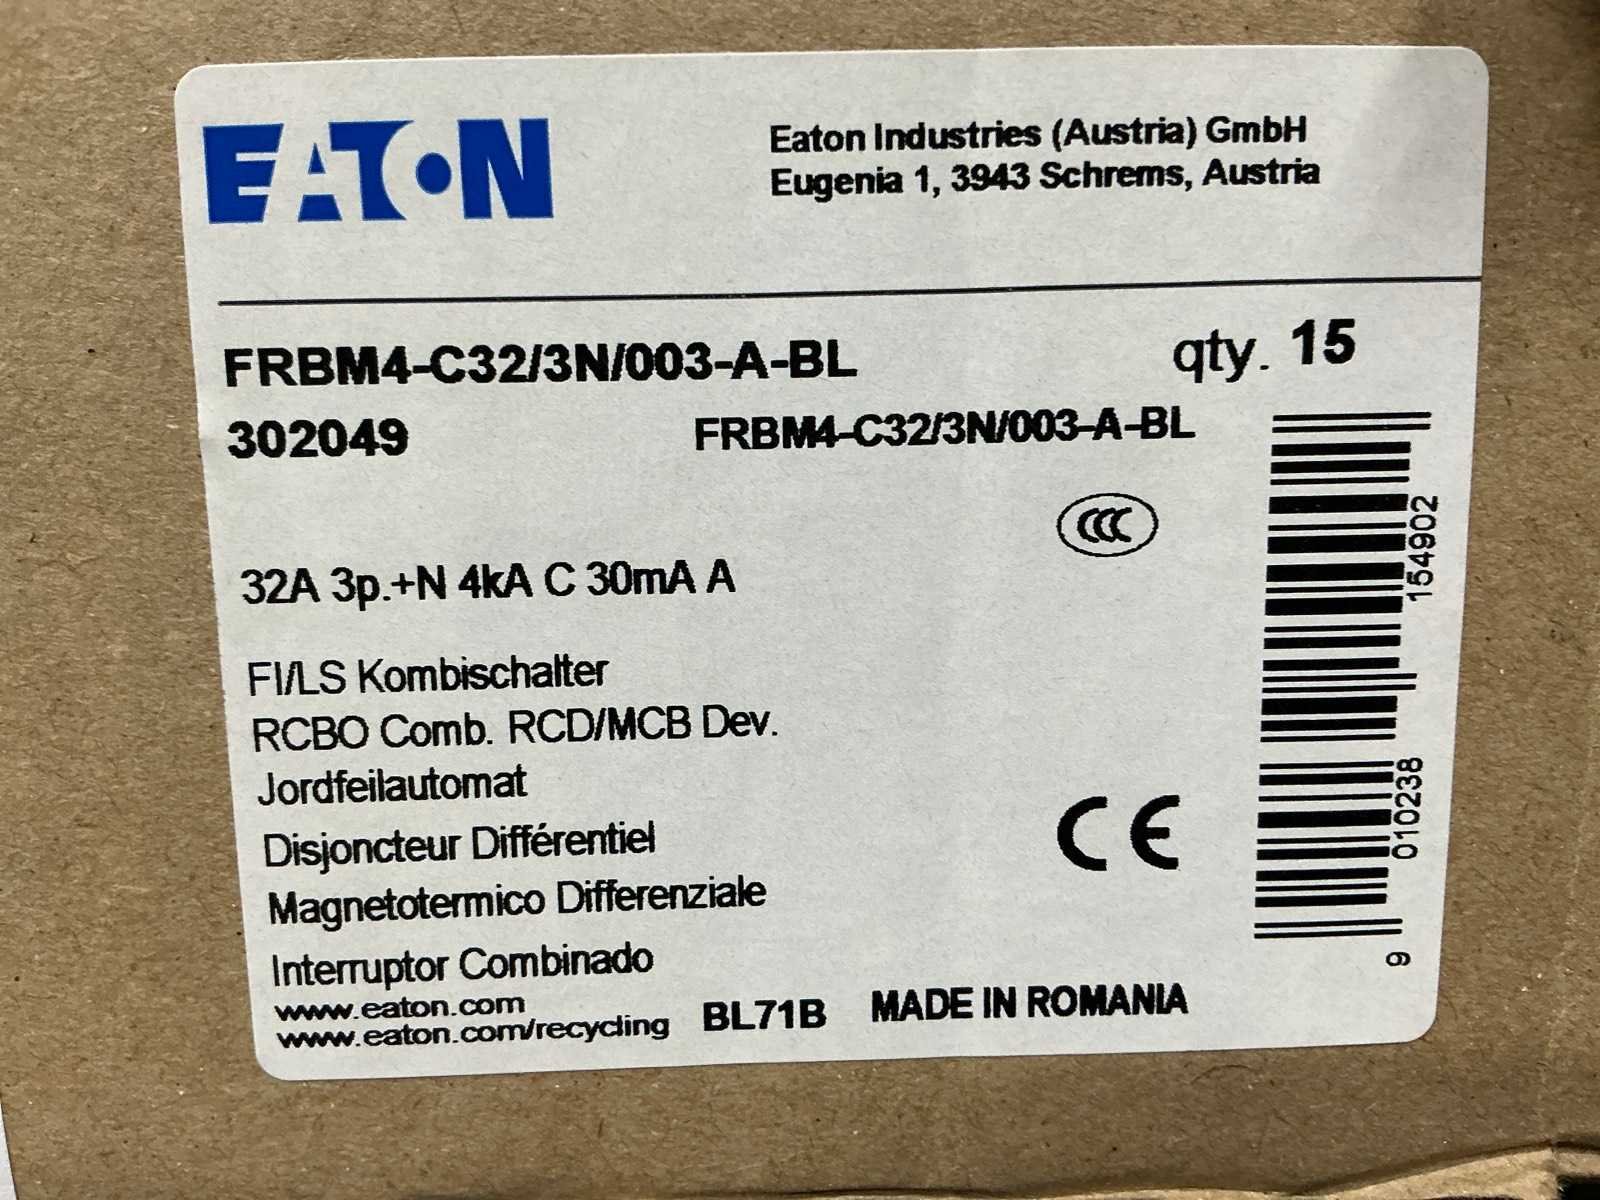 EATON
Eaton Industries (Austria) GmbH
Eugenia 1, 3943 Schrems, Austria
FRBM4-C32/3N/003-A-BL
qty. 15
302049
FRBM4-C32/3N/003-A-BL
CCC
32A 3p.+N 4kA C 30mA A
FI/LS Kombischalter
RCBO Comb. RCD/MCB Dev.
Jordfeilautomat
Disjoncteur Différentiel
Magnetotermico Differenziale
Interruptor Combinado
www.eaton.com
www.eaton.com/recycling
BL71B
MADE IN ROMANIA
CE
9 010238 154902